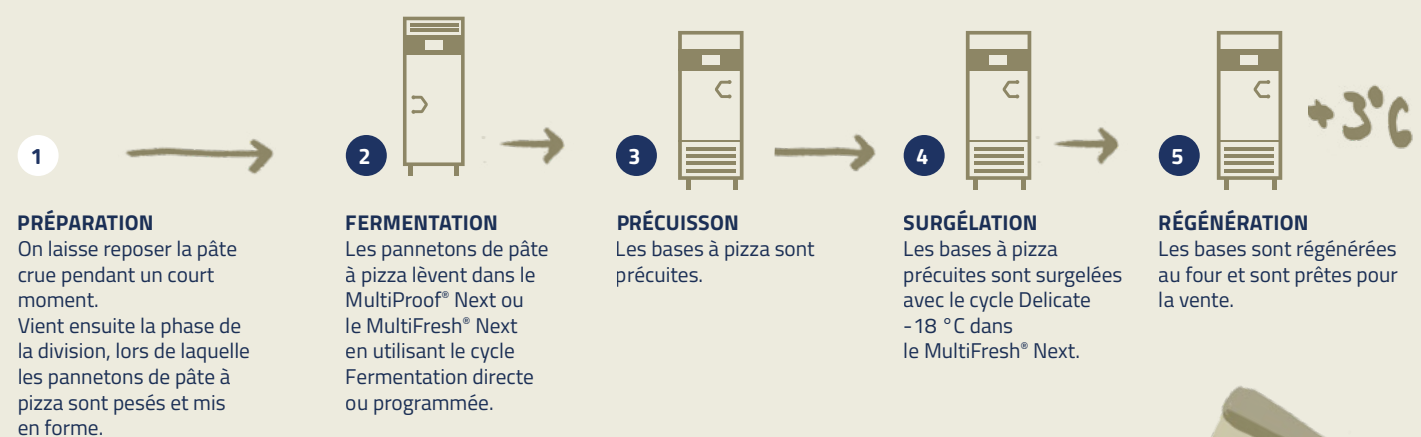 1
PRÉPARATION
On laisse reposer la pâte
crue pendant un court
moment.
Vient ensuite la phase de
la division, lors de laquelle
les pannetons de pâte à
pizza sont pesés et mis
en forme.
2
FERMENTATION
Les pannetons de pâte
à pizza lèvent dans le
MultiProof® Next ou
le MultiFresh® Next
en utilisant le cycle
Fermentation directe
ou programmée.
3
PRÉCUISSON
Les bases à pizza sont
précuites.
4
SURGÉLATION
Les bases à pizza
précuites sont surgelées
avec le cycle Delicate
-18 °C dans
le MultiFresh® Next.
5
+3°C
RÉGÉNÉRATION
Les bases sont régénérées
au four et sont prêtes pour
la vente.